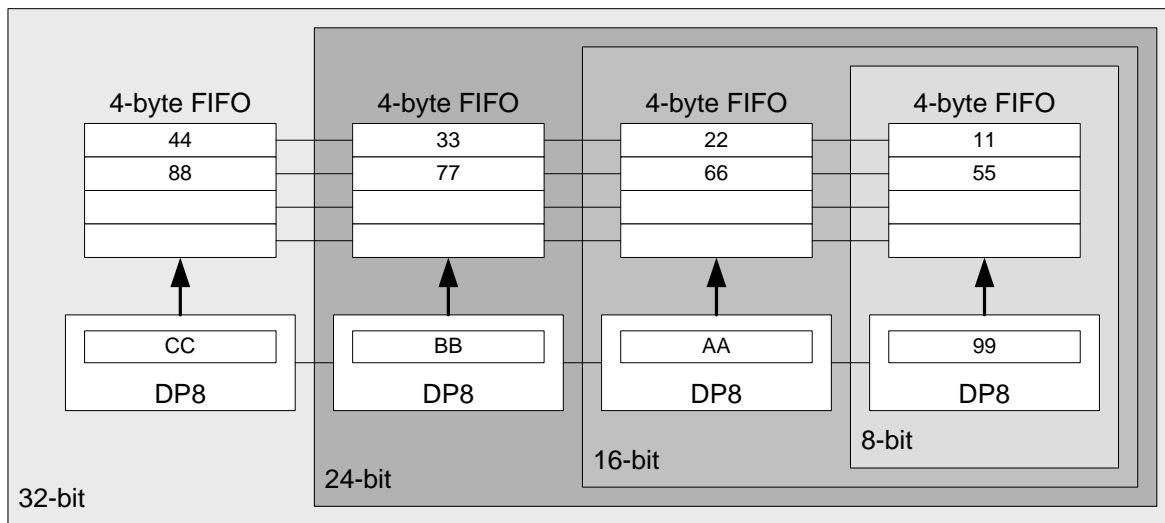 4-byte FIFO 4-byte FIFO 4-byte FIFO 4-byte FIFO
44 33 22 11
88 77 66 55
CC BB AA 99
DP8 DP8 DP8 DP8
8-bit
16-bit
24-bit
32-bit